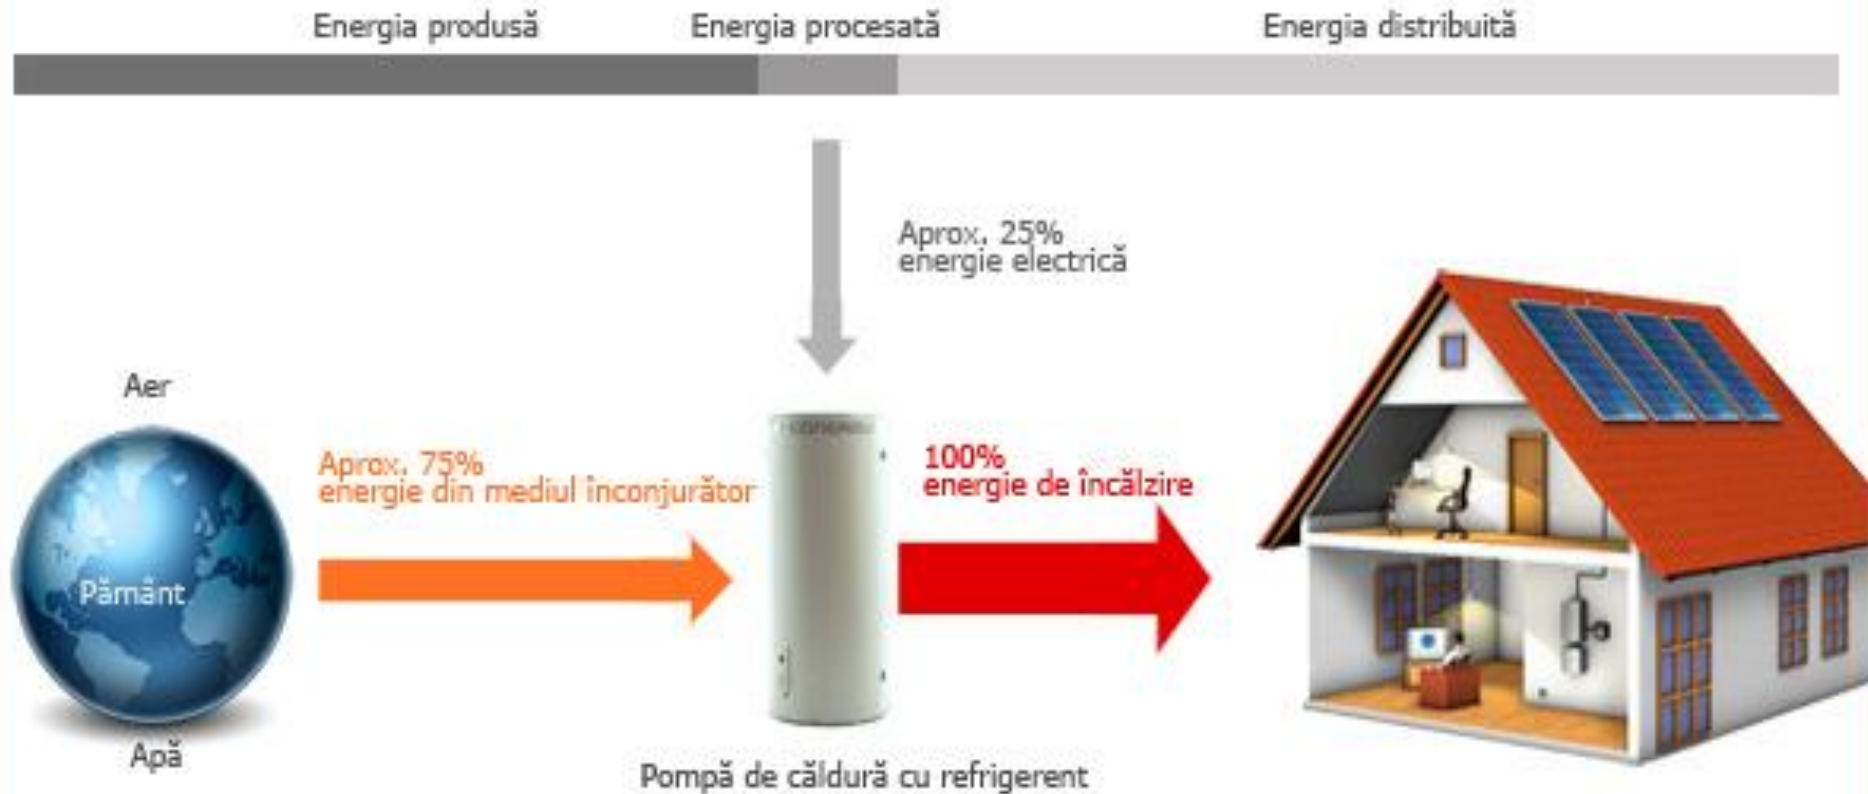 Energia produsă
Energia procesată
Energia distribuită
Aprox. 25%
energie electrică
Aer
Aprox. 75%
energie din mediul înconjurător
100%
energie de încălzire
Pământ
Apă
Pompă de căldură cu refrigerent